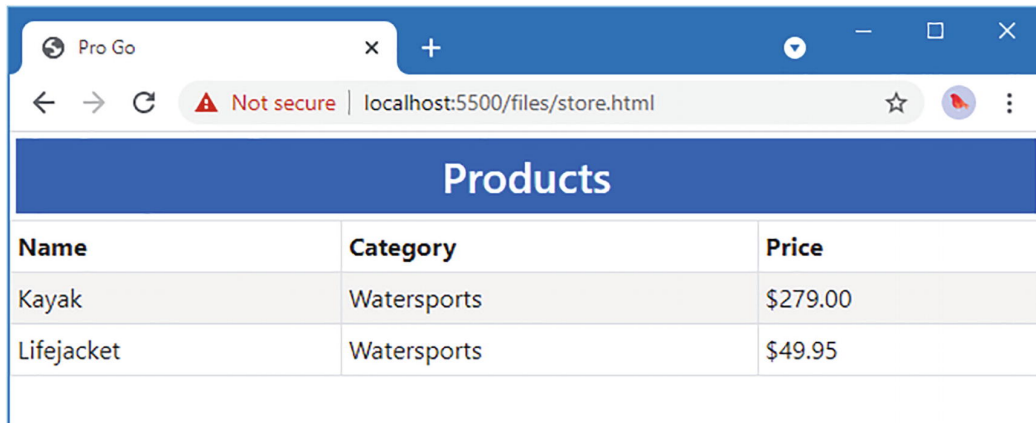 Pro Go
Not secure localhost:5500/files/store.html
Products
Name Category Price
Kayak Watersports $279.00
Lifejacket Watersports $49.95